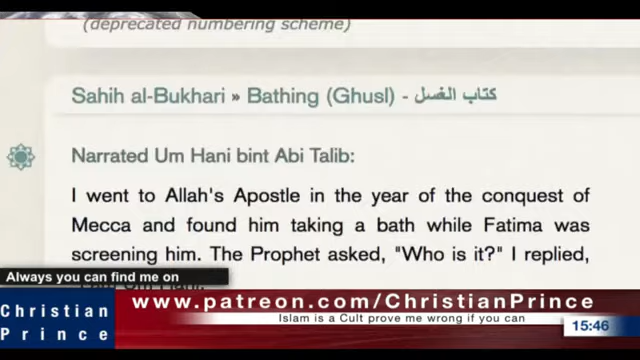 (deprecated numbering scheme)
Sahih al-Bukhari » Bathing (Ghusl) - كتاب الغسل
Narrated Um Hani bint Abi Talib:
I went to Allah's Apostle in the year of the conquest of
Mecca and found him taking a bath while Fatima was
screening him. The Prophet asked, "Who is it?" I replied,
Always you can find me on
Christian
Prince
www.patreon.com/ChristianPrince
Islam is a Cult prove me wrong if you can
15:46